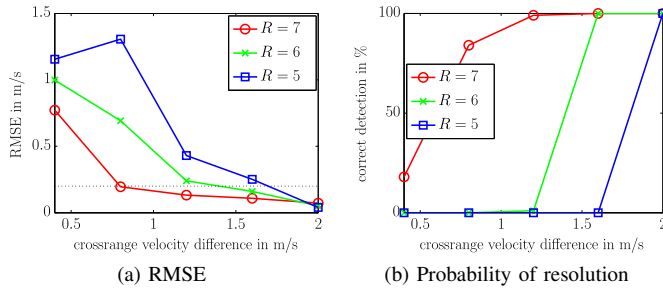 1.5
1
0.5
0
RMSE in m/s
R = 7
R = 6
R = 5
0.5
1
1.5
2
crossrange velocity difference in m/s
(a) RMSE
100
50
0
correct detection in %
R = 7
R = 6
R = 5
0.5
1
1.5
2
crossrange velocity difference in m/s
(b) Probability of resolution